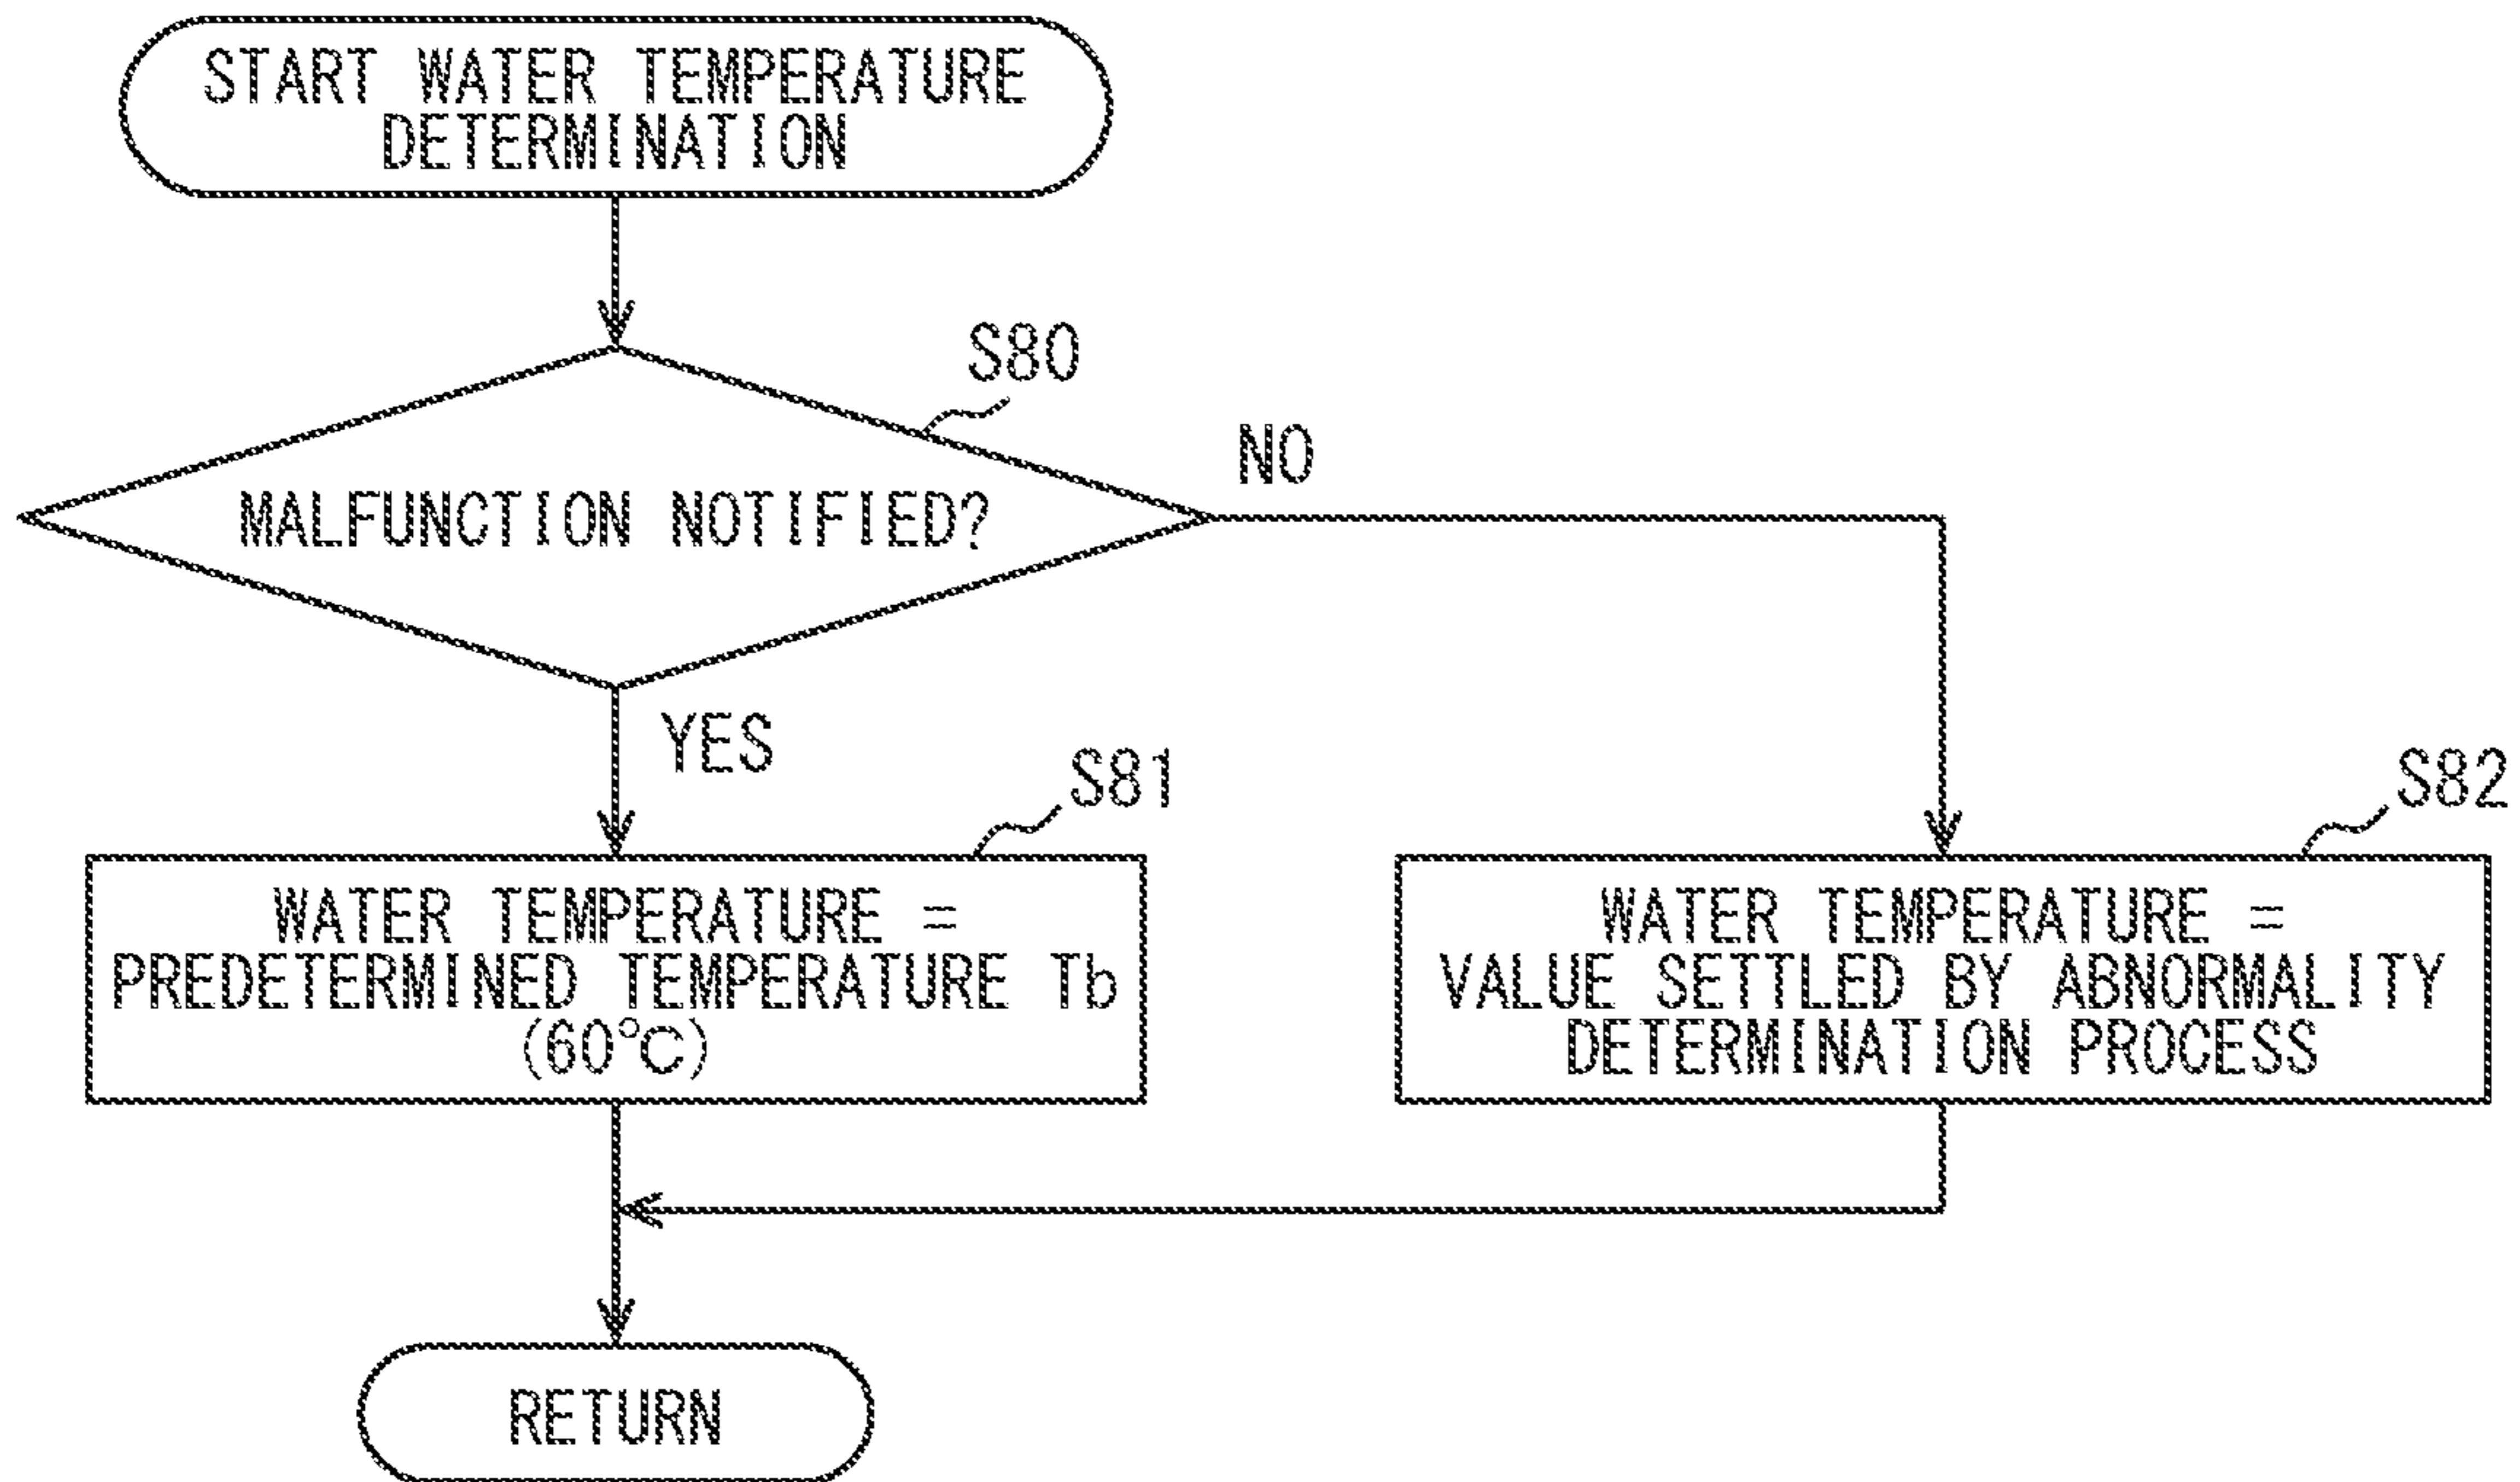 START WATER TEMPERATURE
DETERMINATION
S80
NO
MALFUNCTION NOTIFIED?
YES
S81
S82
WATER TEMPERATURE =
PREDETERMINED TEMPERATURE Tb
(60℃)
WATER TEMPERATURE =
VALUE SETTLED BY ABNORMALITY
DETERMINATION PROCESS
RETURN